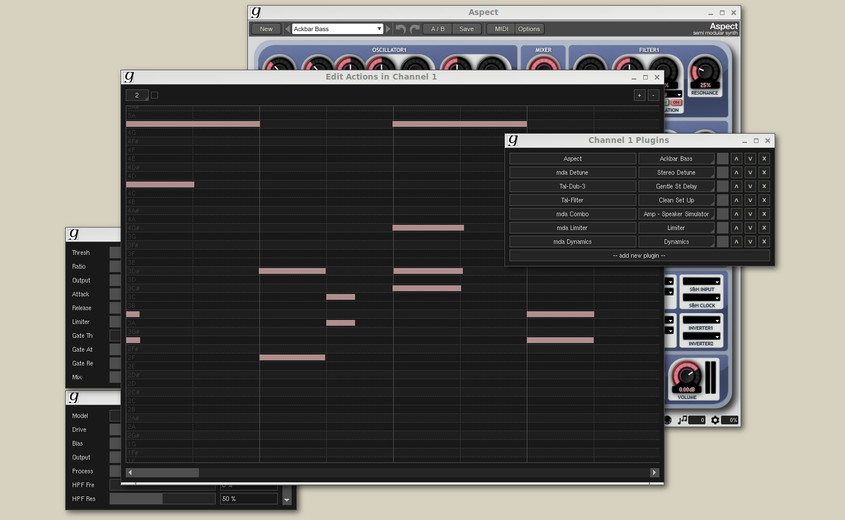 g Aspect
New Ackbar Bass A / B Save MIDI Options Aspect
semi modular synth
OSCILLATOR1 MIXER FILTER1
g Edit Actions in Channel 1
25%
RESONANCE
2 + -
g Channel 1 Plugins
Aspect Ackbar Bass ʌ v x
mda Detune Stereo Detune ʌ v x
Tal-Dub-3 Gentle St Delay ʌ v x
Tal-Filter Clean Set Up ʌ v x
mda Combo Amp - Speaker Simulator ʌ v x
mda Limiter Limiter ʌ v x
mda Dynamics Dynamics ʌ v x
-- add new plugin --
g
Thresh
Ratio
Output
Attack
Release
Limiter
Gate Th
Gate At
Gate Re
Mix
S&H INPUT
S&H CLOCK
INVERTER1
INVERTER2
0.00dB
VOLUME
0 0%
g
Model
Drive
Bias
Output
Process
HPF Fre
HPF Res 50 %